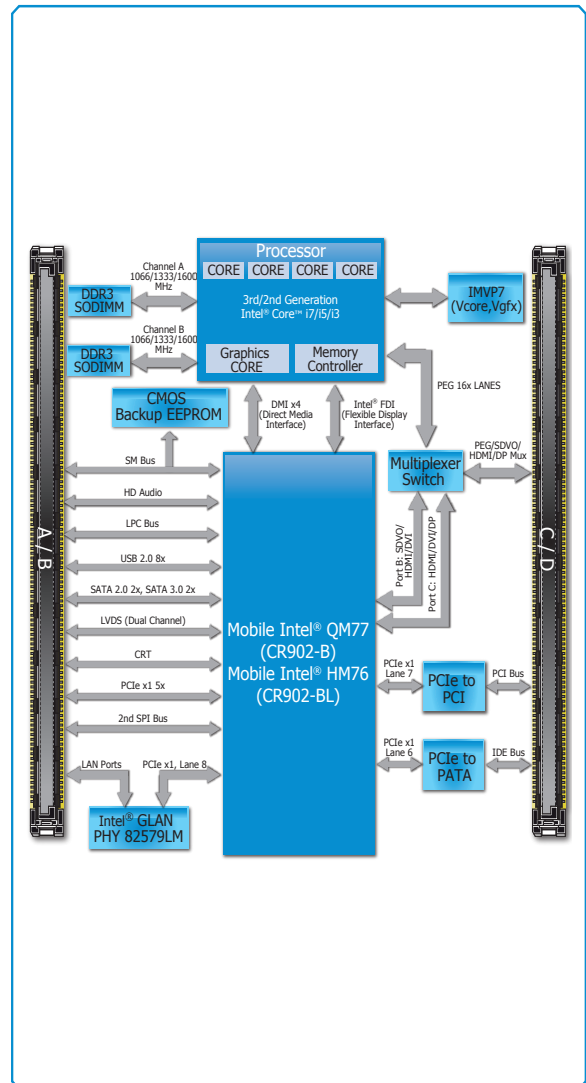 Processor
CORE CORE CORE CORE
3rd/2nd Generation
Intel® Core™ i7/i5/i3
Graphics
CORE
Memory
Controller
Channel A
1066/1333/1600
MHz
DDR3
SODIMM
Channel B
1066/1333/1600
MHz
DDR3
SODIMM
IMVP7
(Vcore,Vgfx)
PEG 16x LANES
CMOS
Backup EEPROM
DMI x4
(Direct Media
Interface)
Intel® FDI
(Flexible Display
Interface)
PEG/SDVO/
HDMI/DP Mux
Multiplexer
Switch
Port B: SDVO/
HDMI/DVI
Port C: HDMI/DVI/DP
A / B
C / D
SM Bus
HD Audio
LPC Bus
USB 2.0 8x
SATA 2.0 2x, SATA 3.0 2x
LVDS (Dual Channel)
CRT
PCIe x1 5x
2nd SPI Bus
LAN Ports
PCIe x1, Lane 8
Intel® GLAN
PHY 82579LM
Mobile Intel® QM77
(CR902-B)
Mobile Intel® HM76
(CR902-BL)
PCIe x1
Lane 7
PCIe to
PCI
PCI Bus
PCIe x1
Lane 6
PCIe to
PATA
IDE Bus